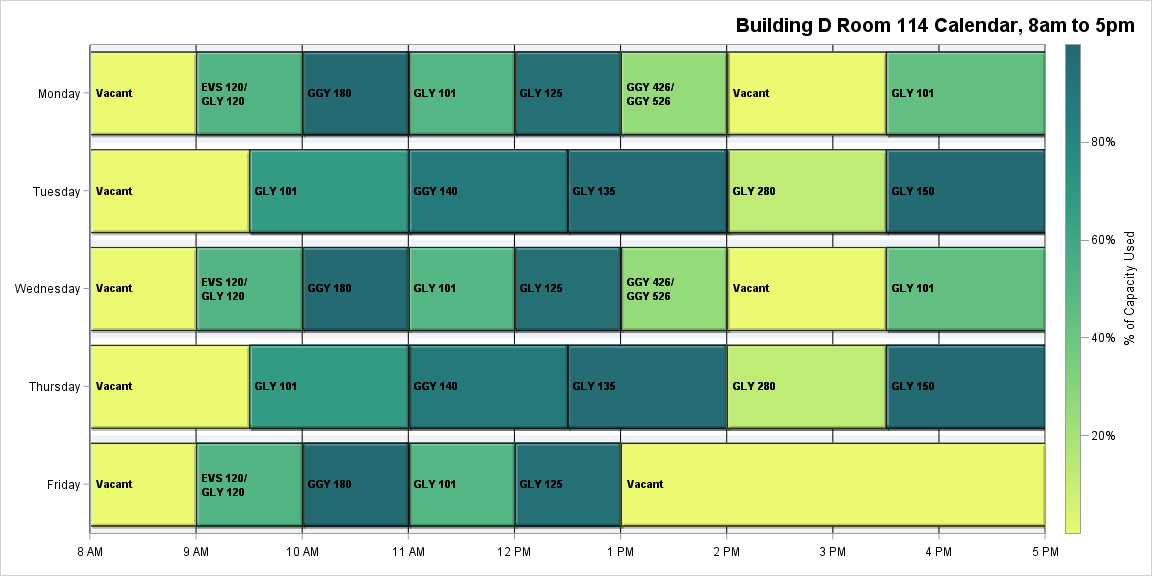 Building D Room 114 Calendar, 8am to 5pm
Monday
Vacant
EVS 120/
GLY 120
GGY 180
GLY 101
GLY 125
GGY 426/
GGY 526
Vacant
GLY 101
Tuesday
Vacant
GLY 101
GGY 140
GLY 135
GLY 280
GLY 150
Wednesday
Vacant
EVS 120/
GLY 120
GGY 180
GLY 101
GLY 125
GGY 426/
GGY 526
Vacant
GLY 101
Thursday
Vacant
GLY 101
GGY 140
GLY 135
GLY 280
GLY 150
Friday
Vacant
EVS 120/
GLY 120
GGY 180
GLY 101
GLY 125
Vacant
8 AM
9 AM
10 AM
11 AM
12 PM
1 PM
2 PM
3 PM
4 PM
5 PM
80%
60%
40%
20%
% of Capacity Used